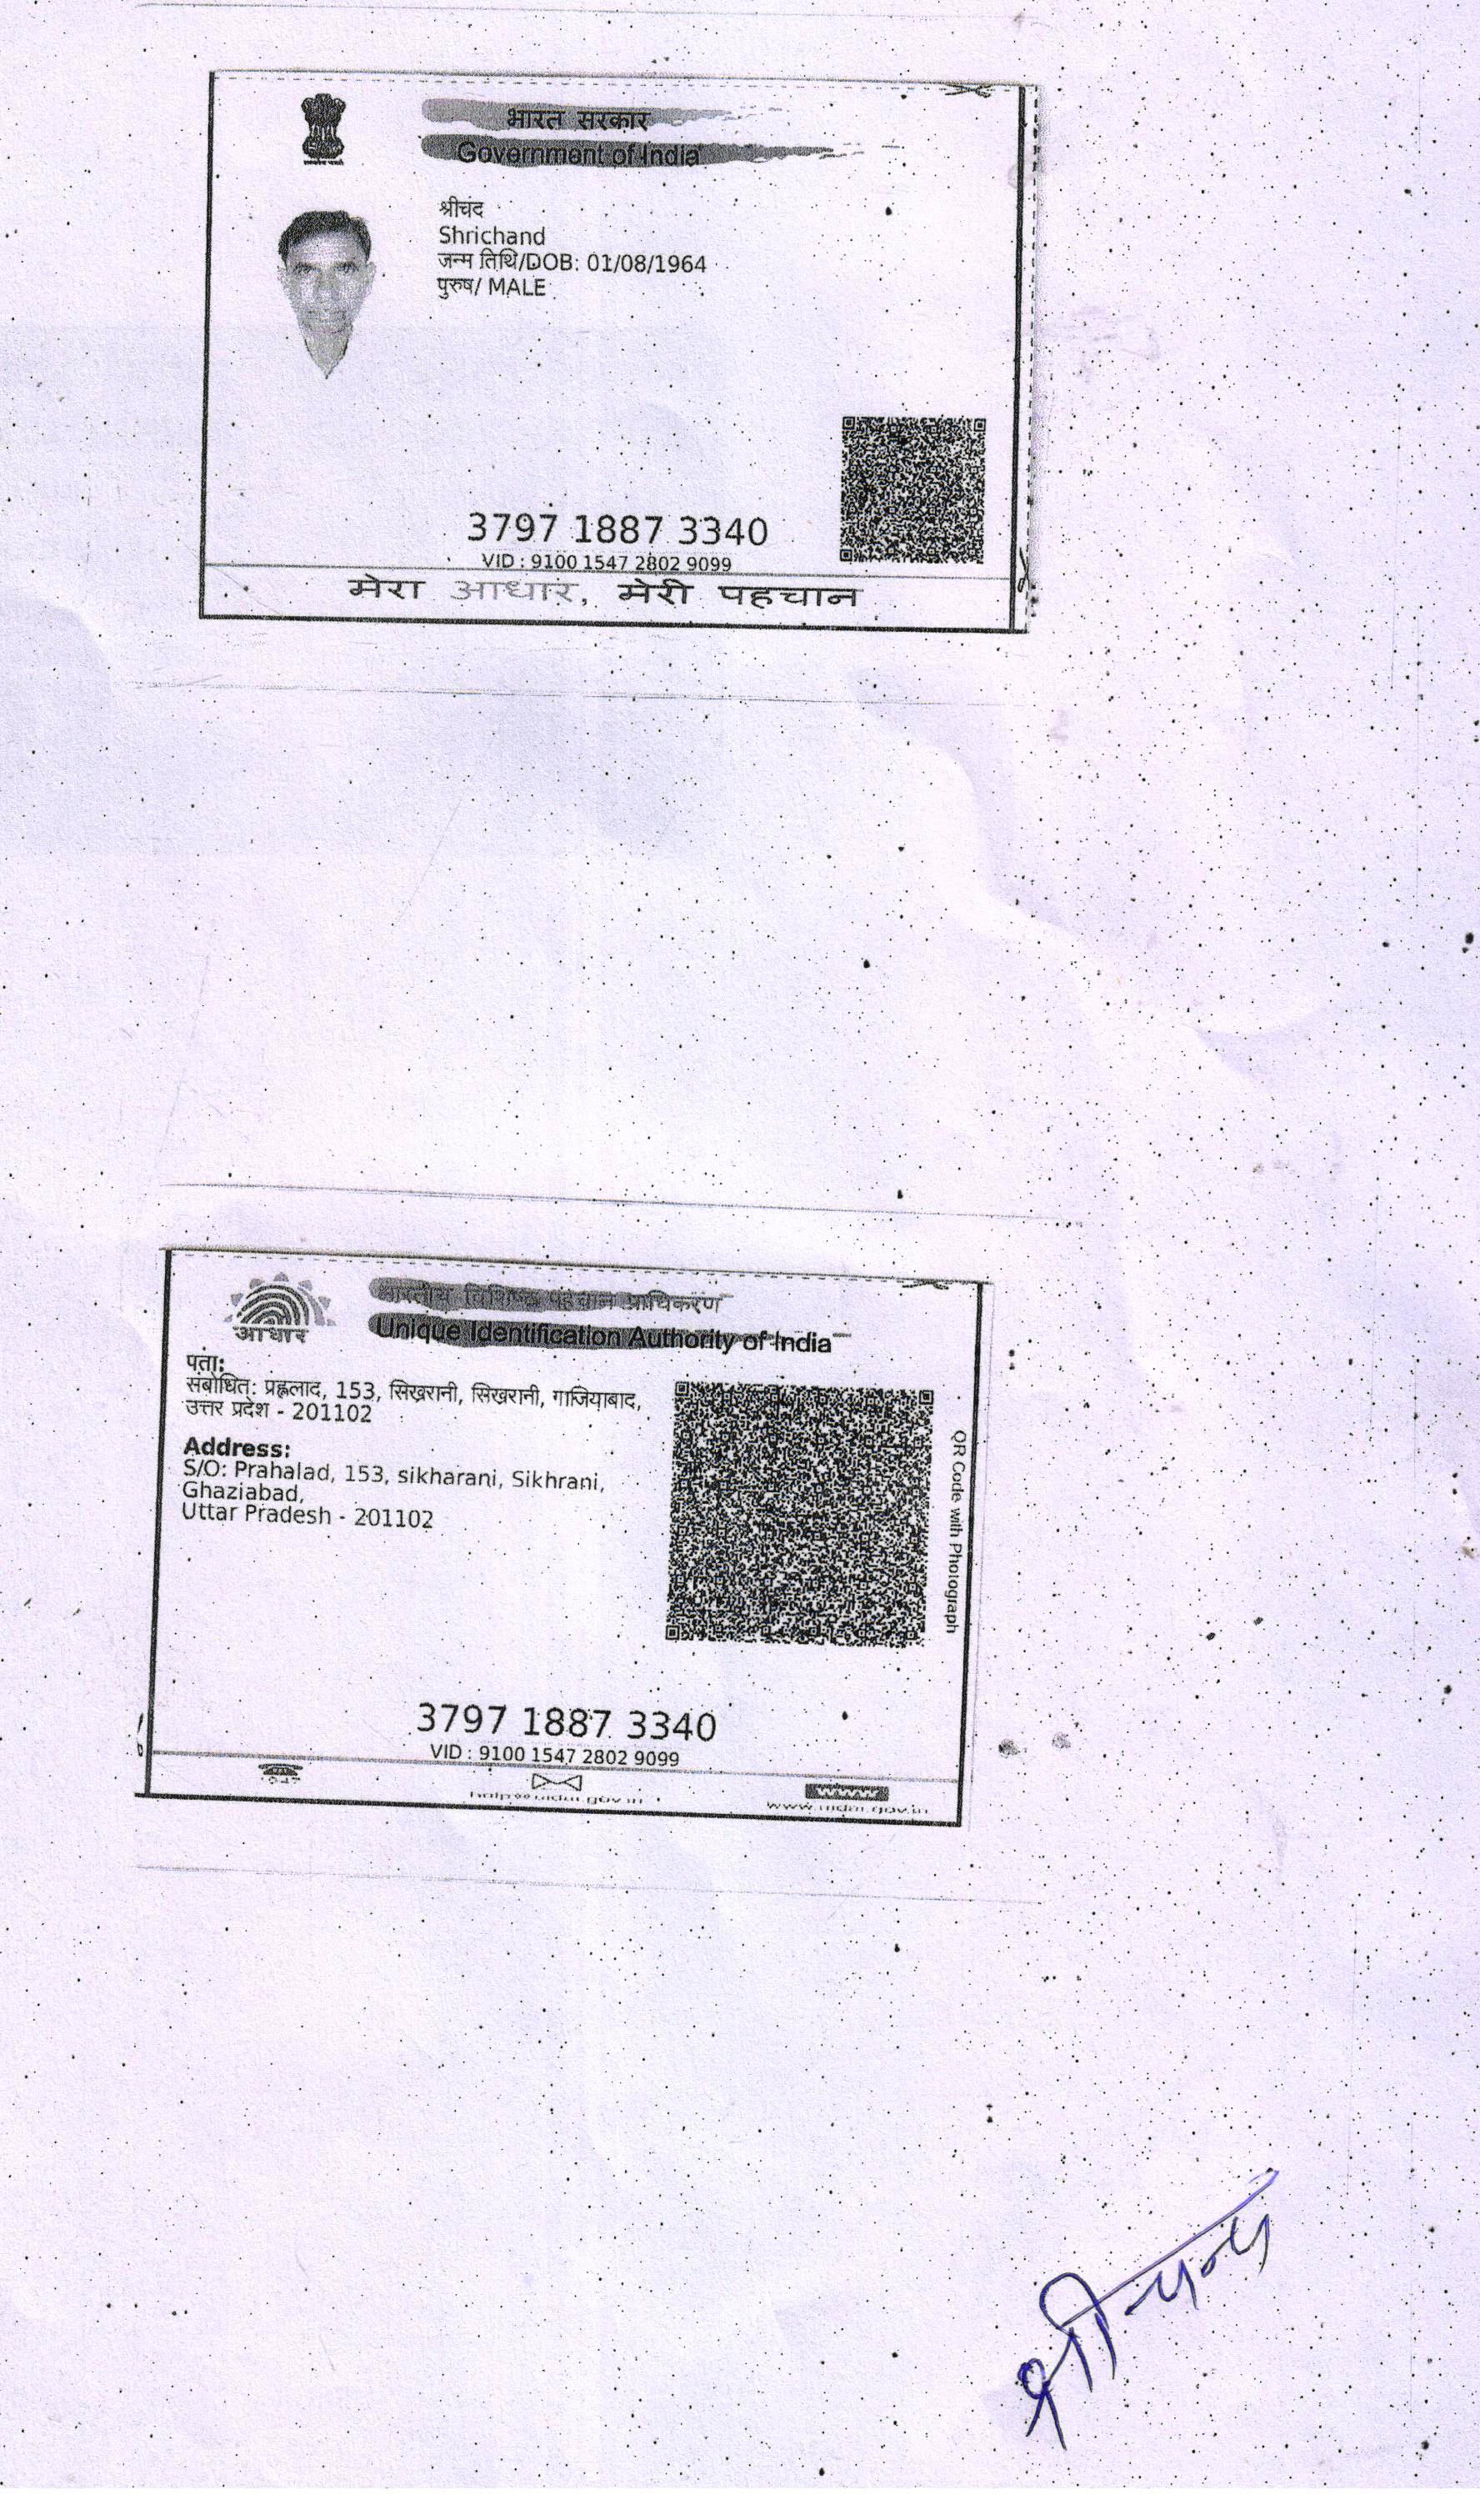 भारत सरकार
Government of India
श्रीचंद
Shrichand
जन्म तिथि/DOB: 01/08/1964
पुरुष/ MALE
3797 1887 3340
VID : 9100 1547 2802 9099
मेरा आधार, मेरी पहचान
भारतीय विशिष्ट पहचान प्राधिकरण
Unique Identification Authority of India
आधार
पता:
संबोधित: प्रह्लाद, 153, सिखरानी, सिखरानी, गाजियाबाद,
उत्तर प्रदेश - 201102
Address:
S/O: Prahalad, 153, sikharani, Sikhrani,
Ghaziabad,
Uttar Pradesh - 201102
QR Code with Photograph
3797 1887 3340
VID : 9100 1547 2802 9099
1947
help@uidai.gov.in
www
www.uidai.gov.in
श्रीचन्द